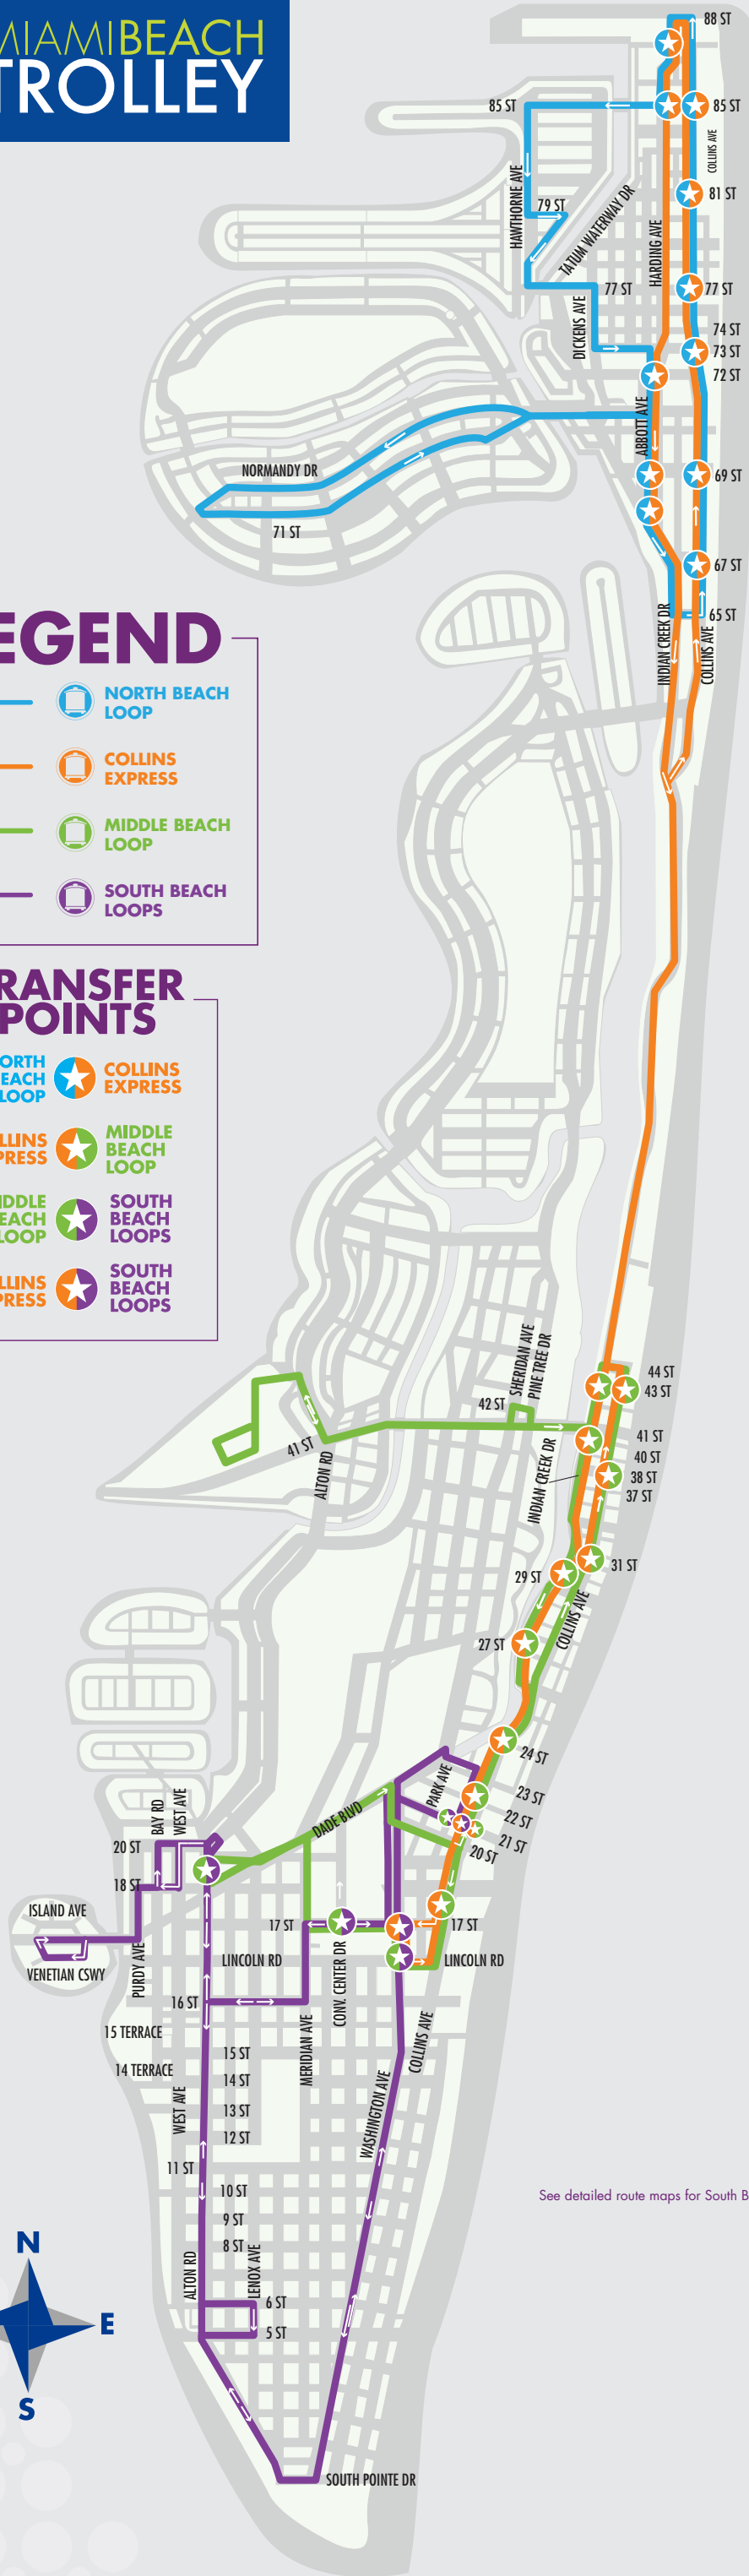 MIAMIBEACH
TROLLEY
88 ST
85 ST
85 ST
COLLINS AVE
81 ST
HAWTHORNE AVE
79 ST
TATUM WATERWAY DR
HARDING AVE
77 ST
77 ST
DICKENS AVE
74 ST
73 ST
72 ST
ABBOTT AVE
NORMANDY DR
69 ST
71 ST
67 ST
65 ST
INDIAN CREEK DR
COLLINS AVE
EGEND
NORTH BEACH
LOOP
COLLINS
EXPRESS
MIDDLE BEACH
LOOP
SOUTH BEACH
LOOPS
RANSFER
POINTS
ORTH
EACH
LOOP
COLLINS
EXPRESS
LLINS
PRESS
MIDDLE
BEACH
LOOP
IDDLE
EACH
LOOP
SOUTH
BEACH
LOOPS
LLINS
PRESS
SOUTH
BEACH
LOOPS
SHERIDAN AVE
PINE TREE DR
44 ST
43 ST
42 ST
41 ST
41 ST
40 ST
38 ST
37 ST
ALTON RD
INDIAN CREEK DR
31 ST
29 ST
COLLINS AVE
27 ST
24 ST
PARK AVE
23 ST
22 ST
21 ST
20 ST
DADE BLVD
BAY RD
WEST AVE
20 ST
18 ST
ISLAND AVE
17 ST
17 ST
VENETIAN CSWY
PURDY AVE
LINCOLN RD
CONV. CENTER DR
LINCOLN RD
16 ST
15 TERRACE
14 TERRACE
MERIDIAN AVE
COLLINS AVE
15 ST
14 ST
WEST AVE
13 ST
12 ST
WASHINGTON AVE
11 ST
10 ST
9 ST
8 ST
ALTON RD
LENOX AVE
6 ST
5 ST
SOUTH POINTE DR
See detailed route maps for South B
N
E
S